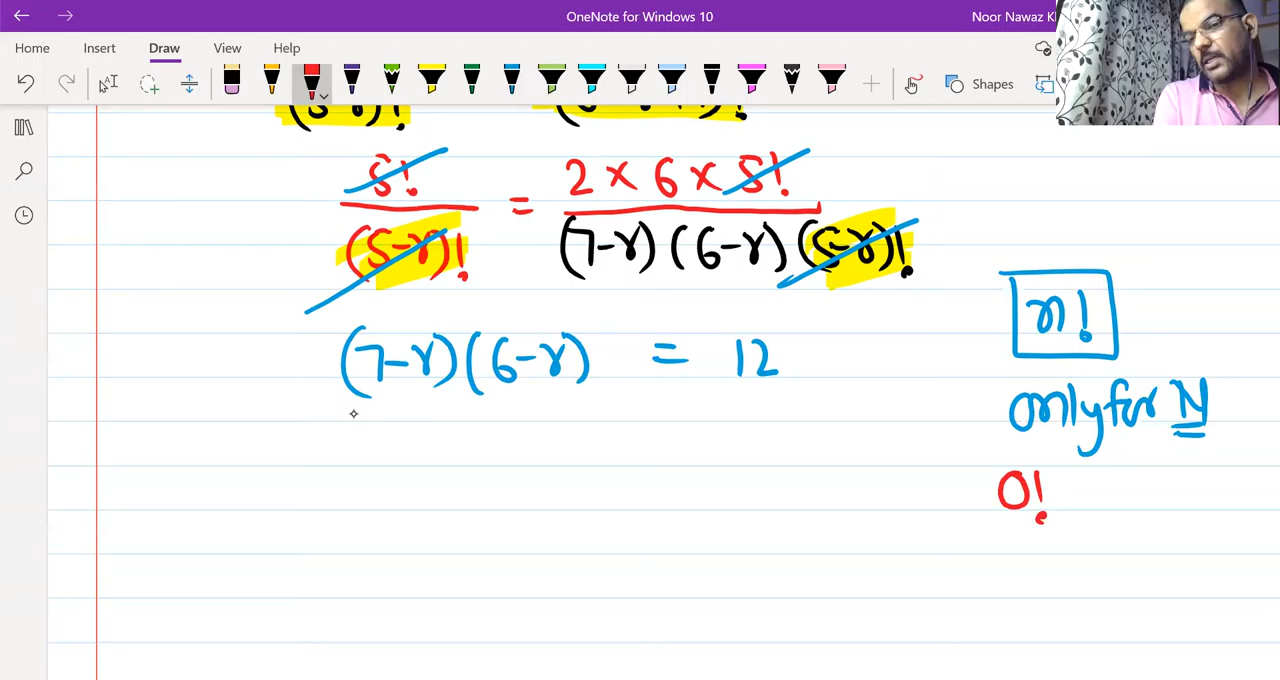 OneNote for Windows 10
Noor Nawaz K
Home Insert Draw View Help
Shapes
5! / (5-r)! = 2 × 6 × 5! / (7-r)(6-r)(5-r)!
(7-r)(6-r) = 12
n!
only for N
0!